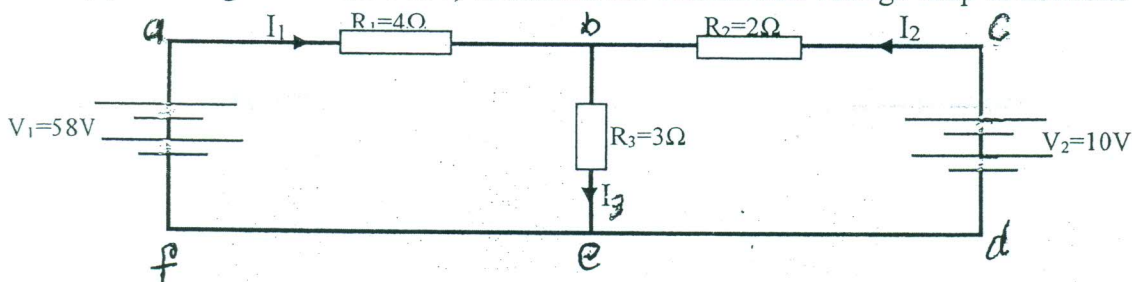 a I₁ R₁=4Ω b R₂=2Ω I₂ c
V₁=58V R₃=3Ω V₂=10V
I₃
f e d